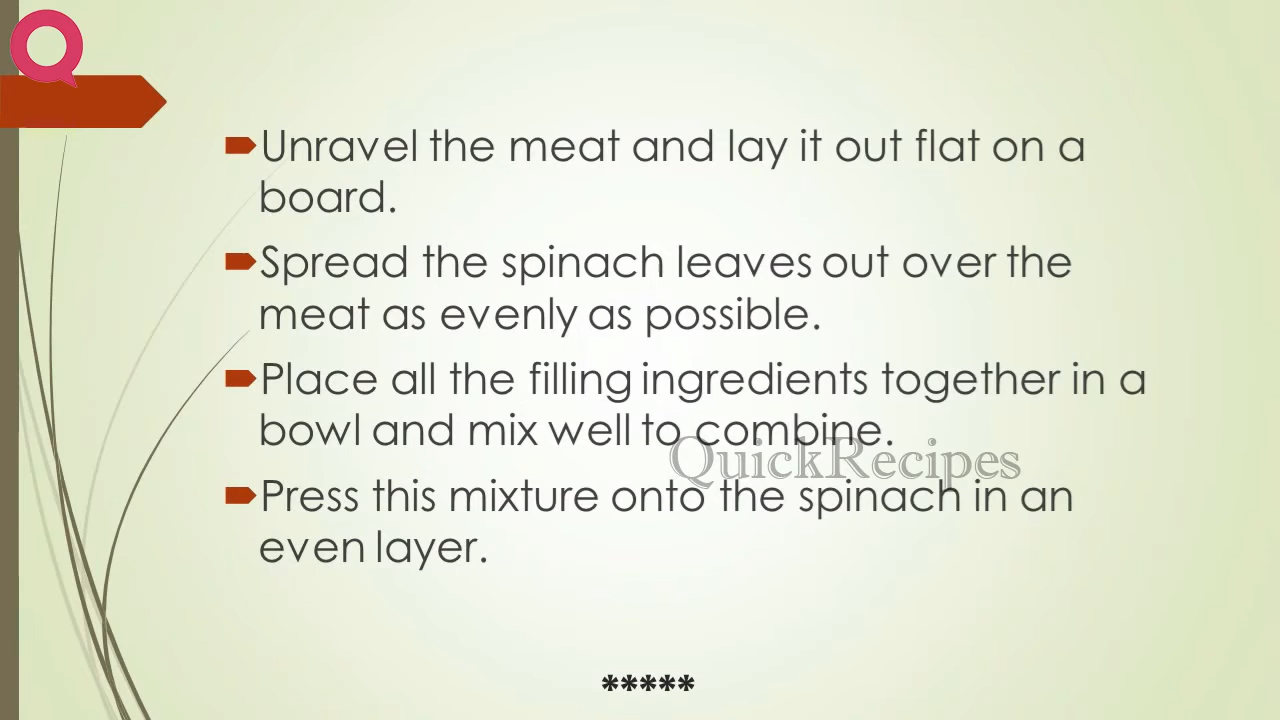 Unravel the meat and lay it out flat on a
board.
Spread the spinach leaves out over the
meat as evenly as possible.
Place all the filling ingredients together in a
bowl and mix well to combine.
QuickRecipes
Press this mixture onto the spinach in an
even layer.
*****